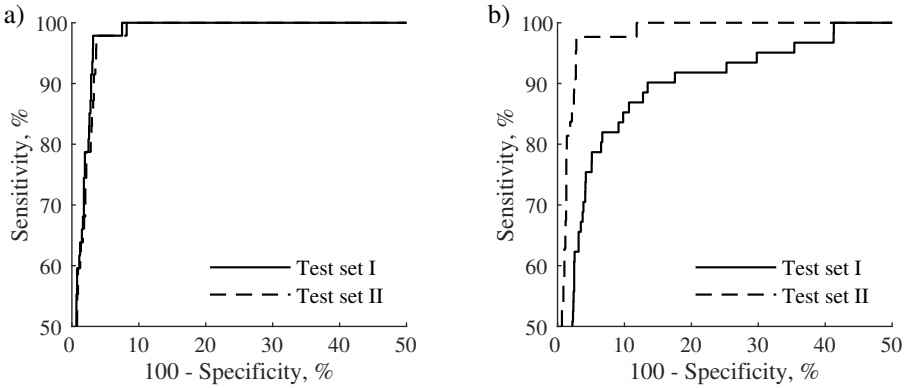 a)
100
90
80
70
60
50
Sensitivity, %
0 10 20 30 40 50
100 - Specificity, %
Test set I
Test set II
b)
100
90
80
70
60
50
Sensitivity, %
0 10 20 30 40 50
100 - Specificity, %
Test set I
Test set II